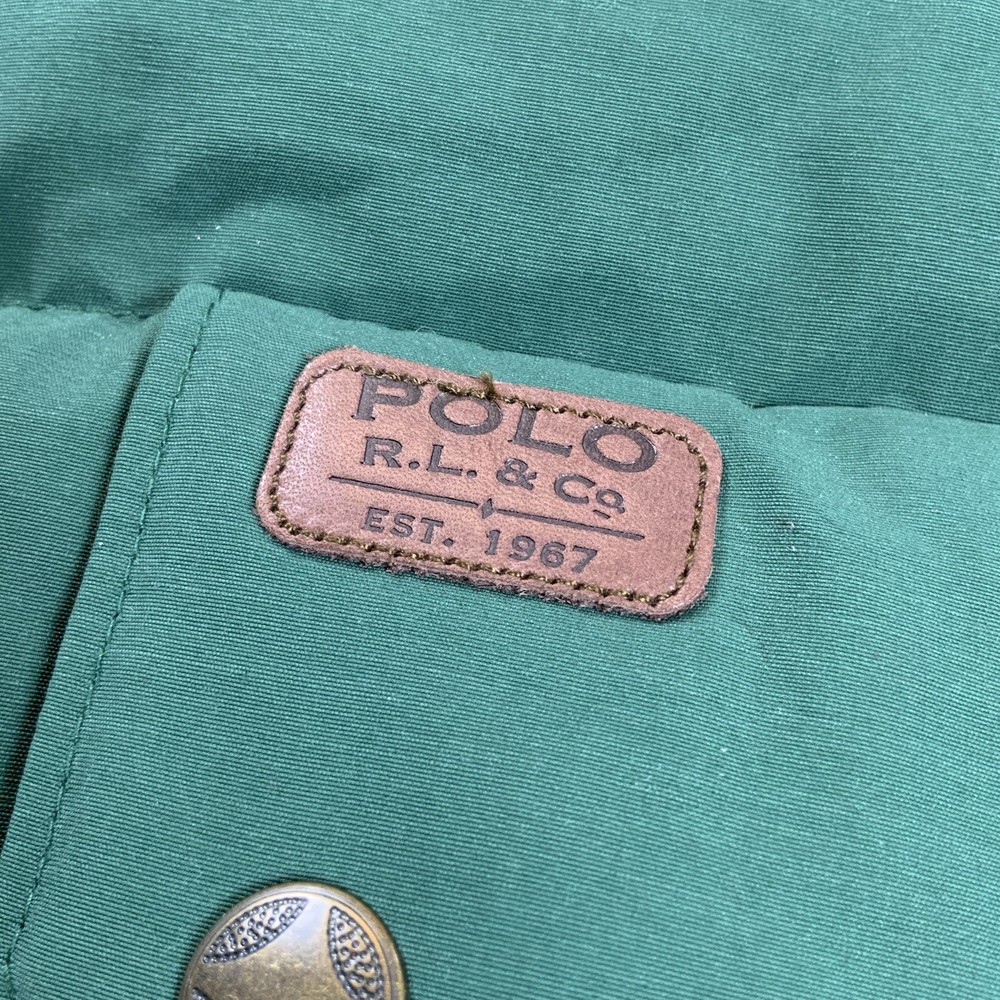 POLO
R.L. & Co.
EST. 1967